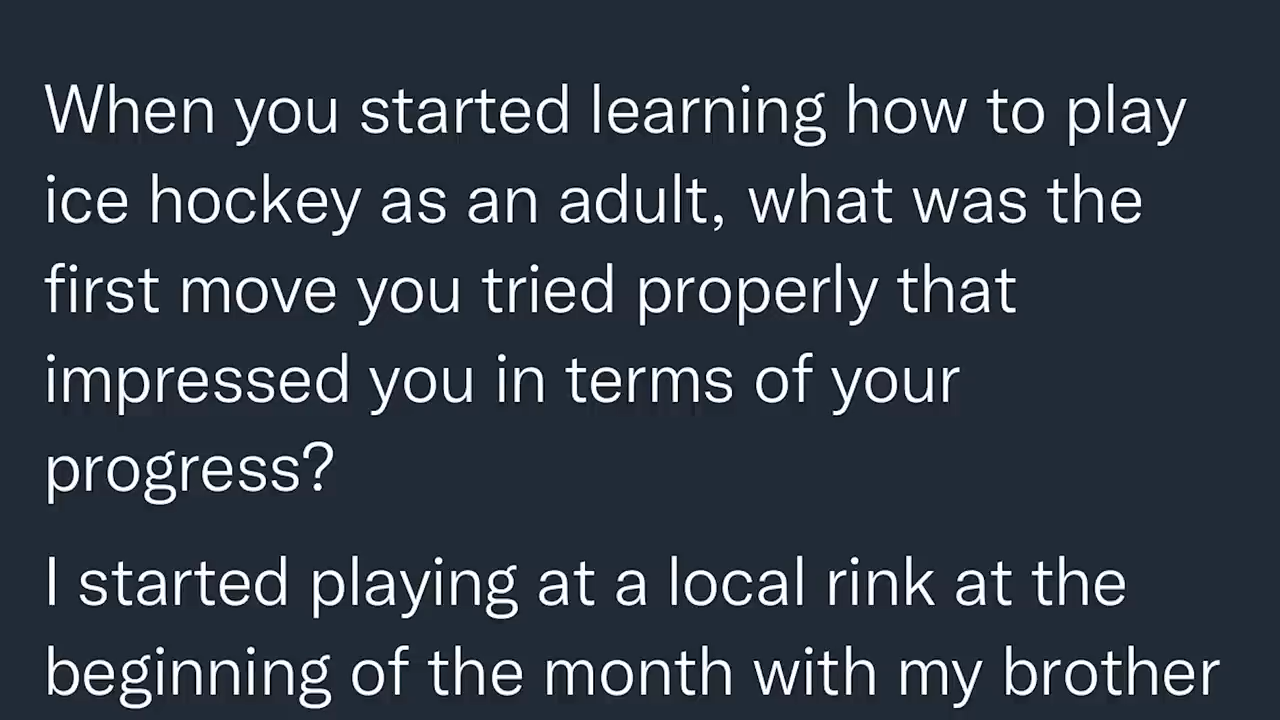 When you started learning how to play
ice hockey as an adult, what was the
first move you tried properly that
impressed you in terms of your
progress?
I started playing at a local rink at the
beginning of the month with my brother